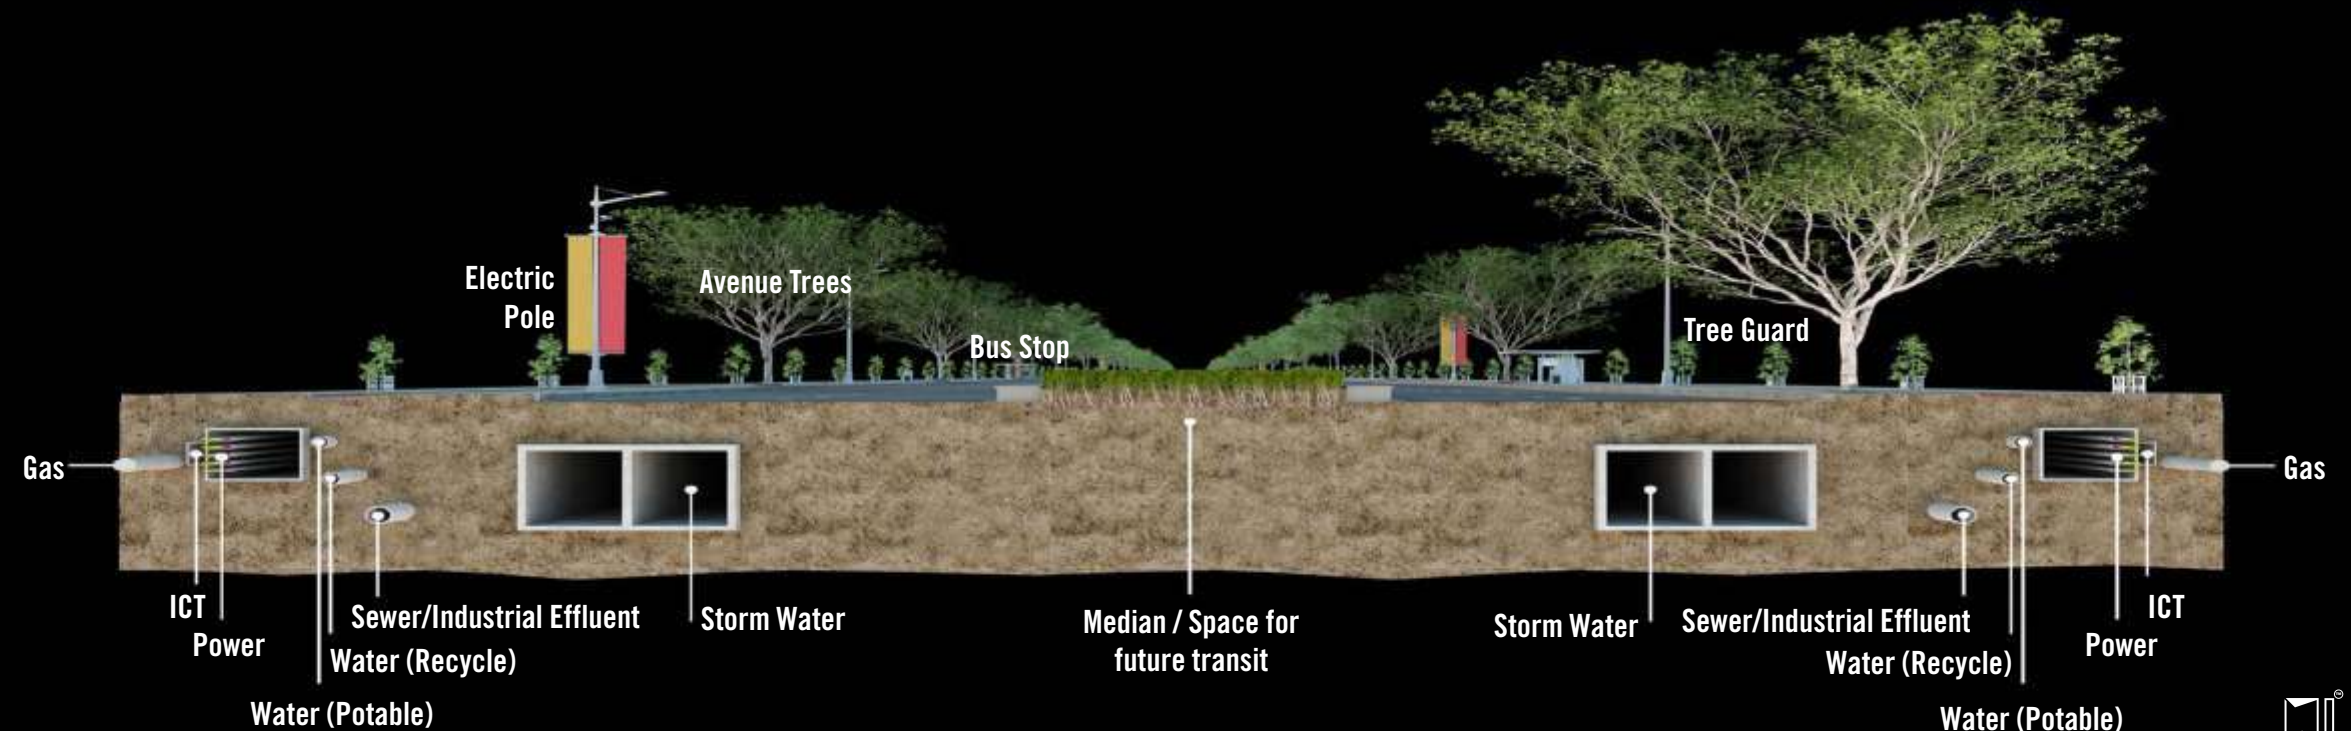 Electric
Pole
Avenue Trees
Bus Stop
Tree Guard
Gas
Gas
ICT
Power
Sewer/Industrial Effluent
Water (Recycle)
Water (Potable)
Storm Water
Median / Space for
future transit
Storm Water
Sewer/Industrial Effluent
Water (Recycle)
Water (Potable)
ICT
Power